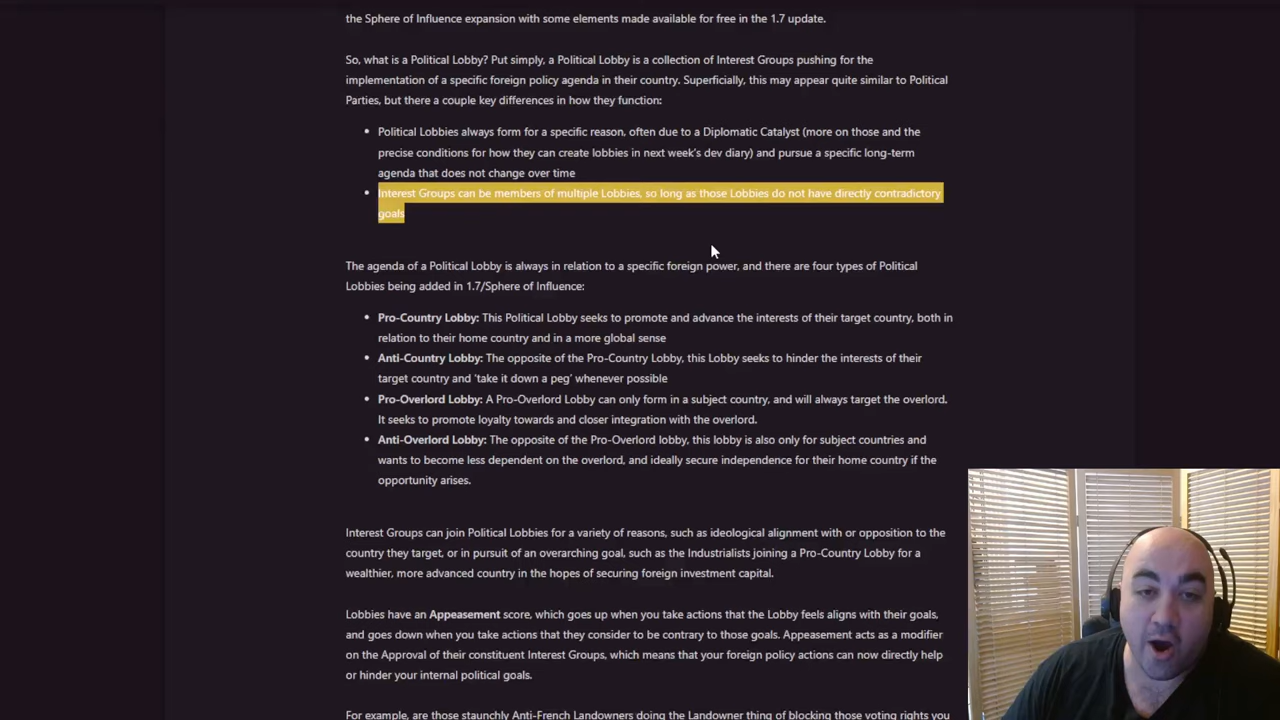 the Sphere of Influence expansion with some elements made available for free in the 1.7 update.
So, what is a Political Lobby? Put simply, a Political Lobby is a collection of Interest Groups pushing for the
implementation of a specific foreign policy agenda in their country. Superficially, this may appear quite similar to Political
Parties, but there a couple key differences in how they function:
• Political Lobbies always form for a specific reason, often due to a Diplomatic Catalyst (more on those and the
precise conditions for how they can create lobbies in next week's dev diary) and pursue a specific long-term
agenda that does not change over time
• Interest Groups can be members of multiple Lobbies, so long as those Lobbies do not have directly contradictory
goals
The agenda of a Political Lobby is always in relation to a specific foreign power, and there are four types of Political
Lobbies being added in 1.7/Sphere of Influence:
• Pro-Country Lobby: This Political Lobby seeks to promote and advance the interests of their target country, both in
relation to their home country and in a more global sense
• Anti-Country Lobby: The opposite of the Pro-Country Lobby, this Lobby seeks to hinder the interests of their
target country and 'take it down a peg' whenever possible
• Pro-Overlord Lobby: A Pro-Overlord Lobby can only form in a subject country, and will always target the overlord.
It seeks to promote loyalty towards and closer integration with the overlord.
• Anti-Overlord Lobby: The opposite of the Pro-Overlord lobby, this lobby is also only for subject countries and
wants to become less dependent on the overlord, and ideally secure independence for their home country if the
opportunity arises.
Interest Groups can join Political Lobbies for a variety of reasons, such as ideological alignment with or opposition to the
country they target, or in pursuit of an overarching goal, such as the Industrialists joining a Pro-Country Lobby for a
wealthier, more advanced country in the hopes of securing foreign investment capital.
Lobbies have an Appeasement score, which goes up when you take actions that the Lobby feels aligns with their goals,
and goes down when you take actions that they consider to be contrary to those goals. Appeasement acts as a modifier
on the Approval of their constituent Interest Groups, which means that your foreign policy actions can now directly help
or hinder your internal political goals.
For example, are those staunchly Anti-French Landowners doing the Landowner thing of blocking those voting rights you